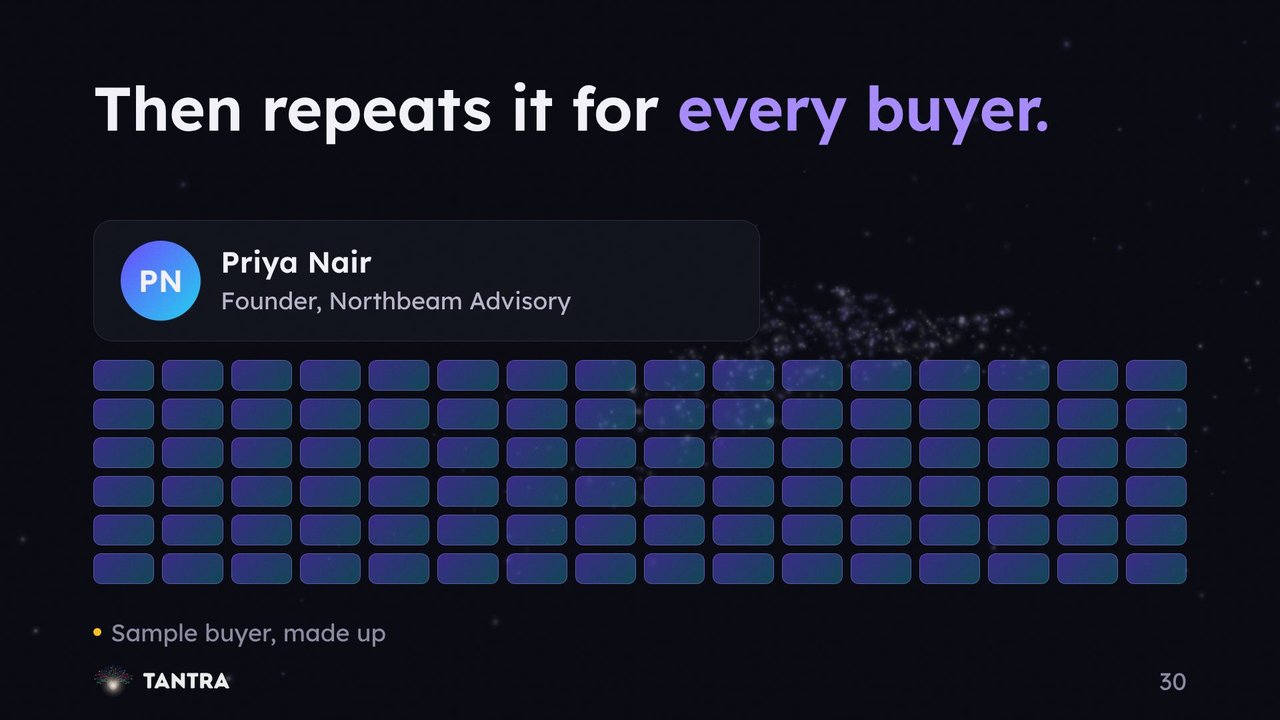 Then repeats it for every buyer.
PN
Priya Nair
Founder, Northbeam Advisory
Sample buyer, made up
TANTRA
30